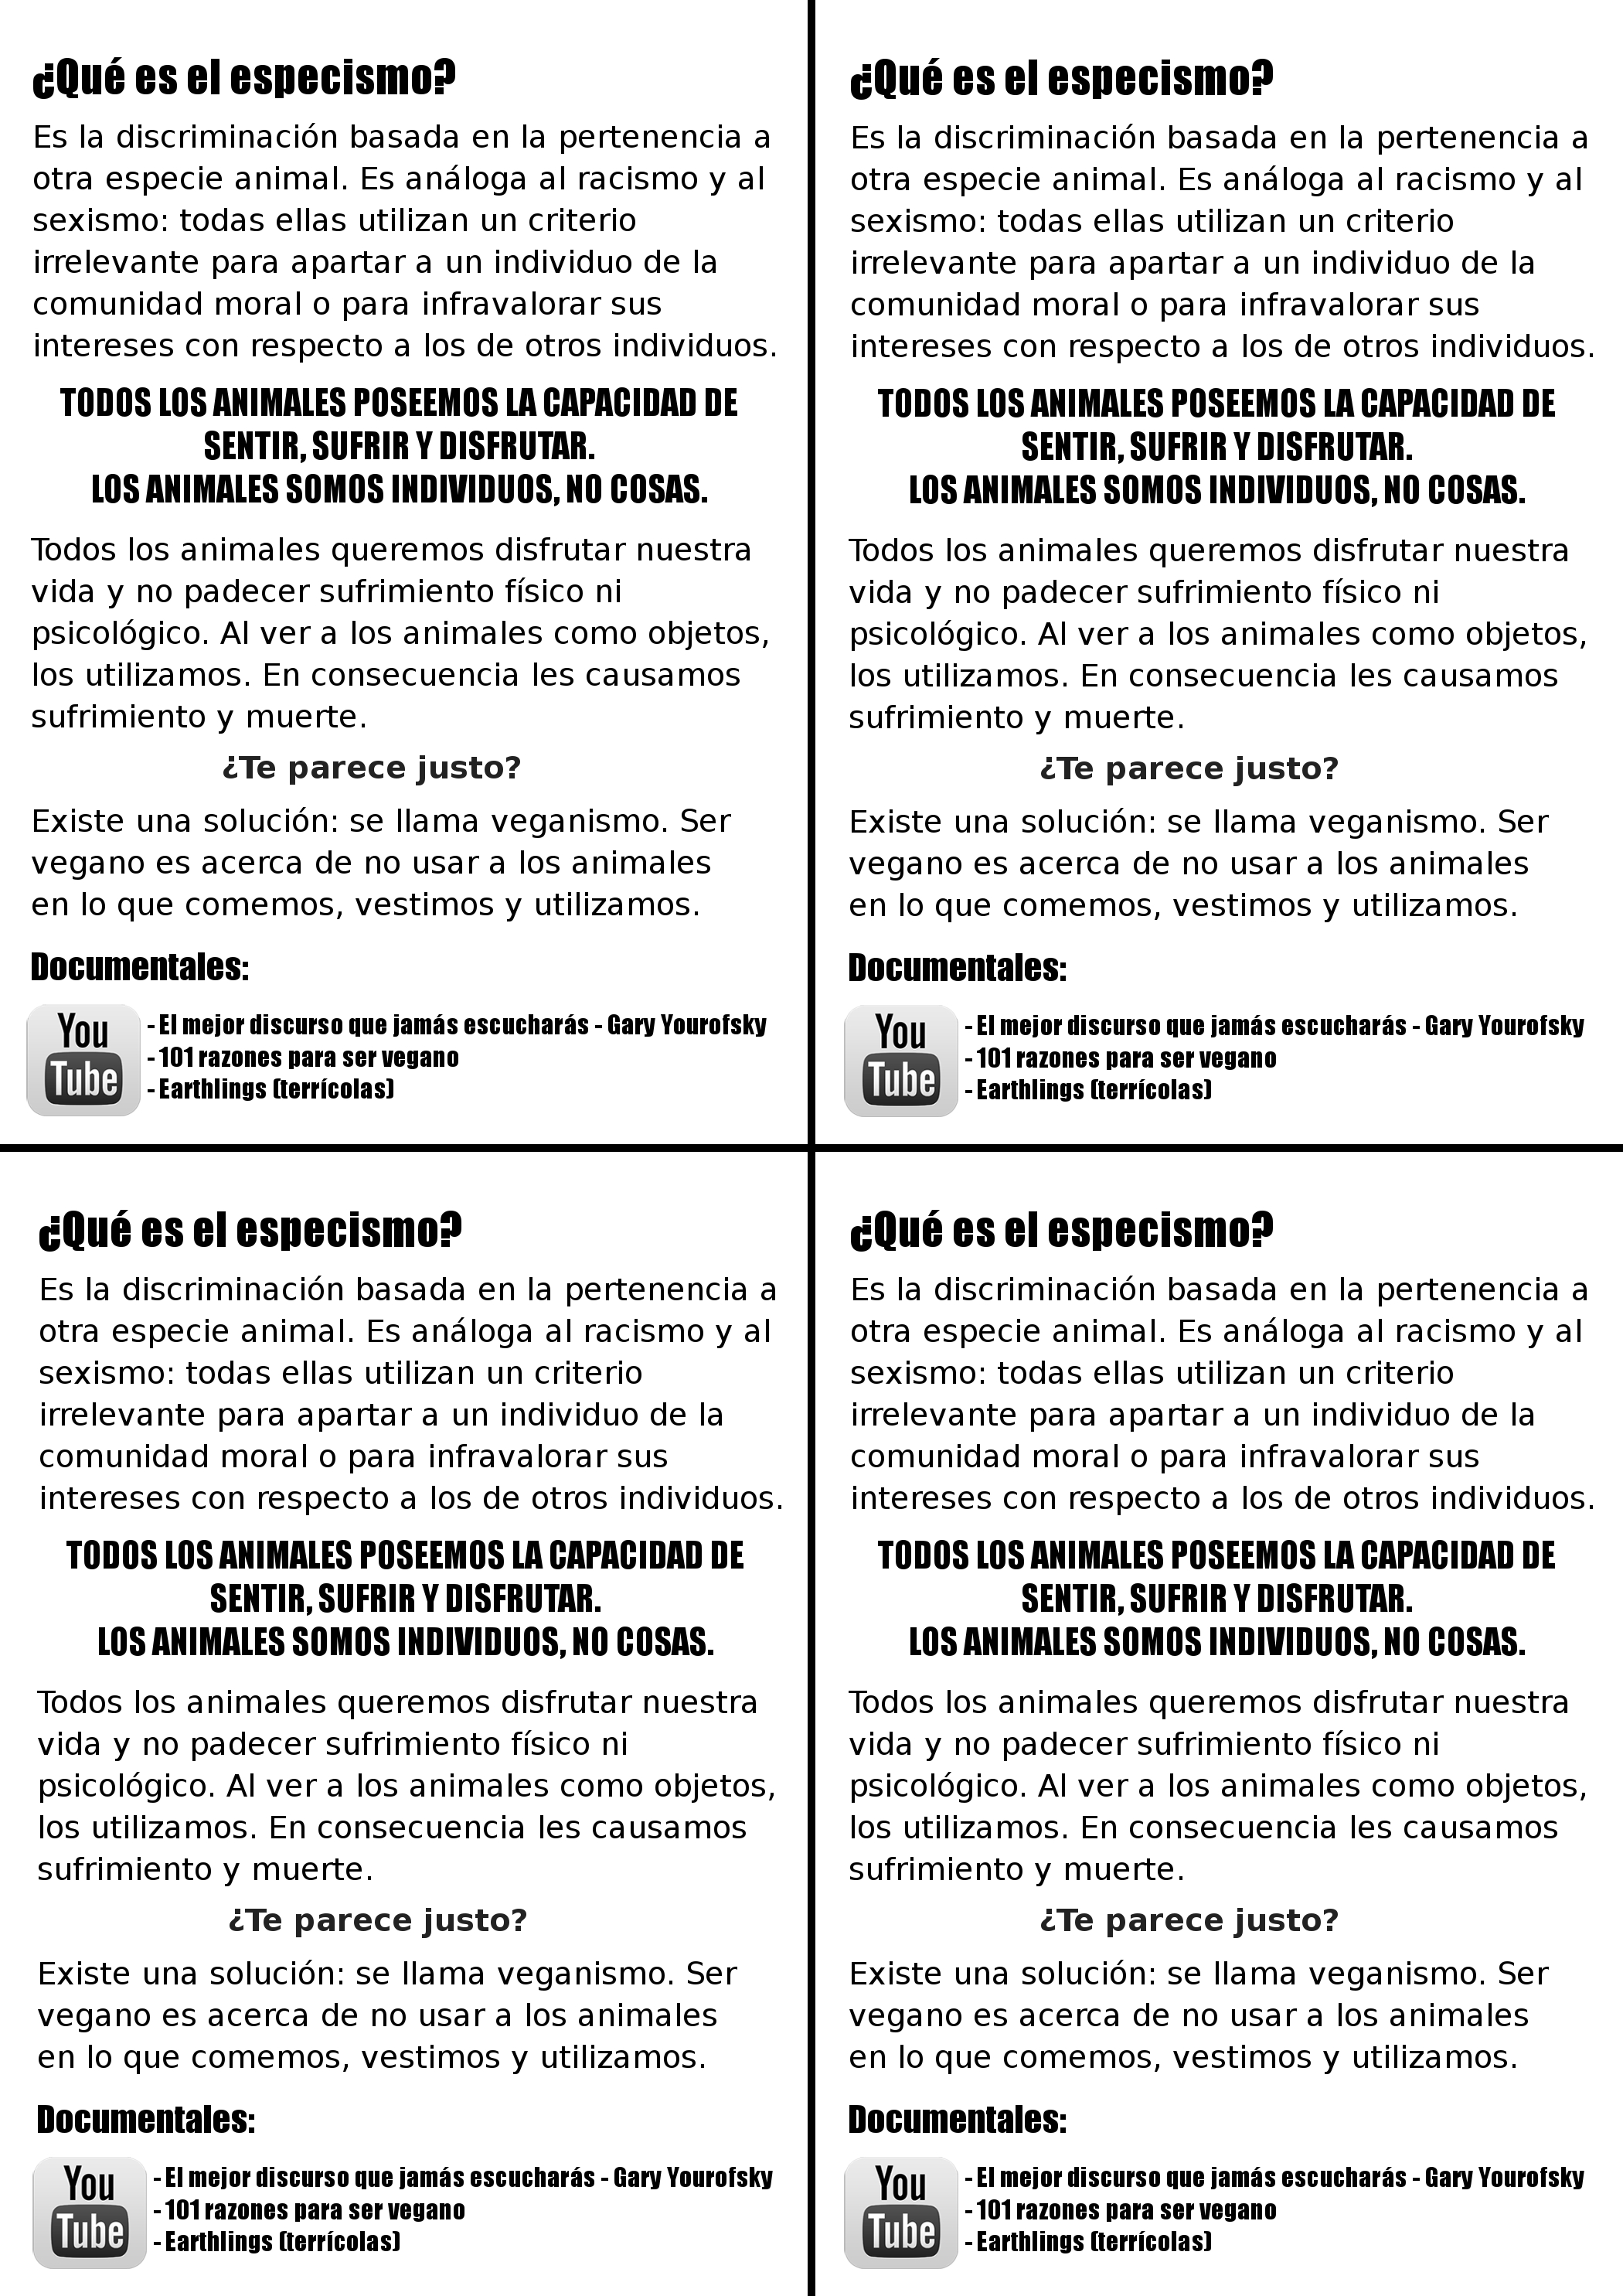 ¿Qué es el especismo?
Es la discriminación basada en la pertenencia a
otra especie animal. Es análoga al racismo y al
sexismo: todas ellas utilizan un criterio
irrelevante para apartar a un individuo de la
comunidad moral o para infravalorar sus
intereses con respecto a los de otros individuos.
TODOS LOS ANIMALES POSEEMOS LA CAPACIDAD DE
SENTIR, SUFRIR Y DISFRUTAR.
LOS ANIMALES SOMOS INDIVIDUOS, NO COSAS.
Todos los animales queremos disfrutar nuestra
vida y no padecer sufrimiento físico ni
psicológico. Al ver a los animales como objetos,
los utilizamos. En consecuencia les causamos
sufrimiento y muerte.
¿Te parece justo?
Existe una solución: se llama veganismo. Ser
vegano es acerca de no usar a los animales
en lo que comemos, vestimos y utilizamos.
Documentales:
You
Tube
- El mejor discurso que jamás escucharás - Gary Yourofsky
- 101 razones para ser vegano
- Earthlings (terrícolas)
¿Qué es el especismo?
Es la discriminación basada en la pertenencia a
otra especie animal. Es análoga al racismo y al
sexismo: todas ellas utilizan un criterio
irrelevante para apartar a un individuo de la
comunidad moral o para infravalorar sus
intereses con respecto a los de otros individuos.
TODOS LOS ANIMALES POSEEMOS LA CAPACIDAD DE
SENTIR, SUFRIR Y DISFRUTAR.
LOS ANIMALES SOMOS INDIVIDUOS, NO COSAS.
Todos los animales queremos disfrutar nuestra
vida y no padecer sufrimiento físico ni
psicológico. Al ver a los animales como objetos,
los utilizamos. En consecuencia les causamos
sufrimiento y muerte.
¿Te parece justo?
Existe una solución: se llama veganismo. Ser
vegano es acerca de no usar a los animales
en lo que comemos, vestimos y utilizamos.
Documentales:
You
Tube
- El mejor discurso que jamás escucharás - Gary Yourofsky
- 101 razones para ser vegano
- Earthlings (terrícolas)
¿Qué es el especismo?
Es la discriminación basada en la pertenencia a
otra especie animal. Es análoga al racismo y al
sexismo: todas ellas utilizan un criterio
irrelevante para apartar a un individuo de la
comunidad moral o para infravalorar sus
intereses con respecto a los de otros individuos.
TODOS LOS ANIMALES POSEEMOS LA CAPACIDAD DE
SENTIR, SUFRIR Y DISFRUTAR.
LOS ANIMALES SOMOS INDIVIDUOS, NO COSAS.
Todos los animales queremos disfrutar nuestra
vida y no padecer sufrimiento físico ni
psicológico. Al ver a los animales como objetos,
los utilizamos. En consecuencia les causamos
sufrimiento y muerte.
¿Te parece justo?
Existe una solución: se llama veganismo. Ser
vegano es acerca de no usar a los animales
en lo que comemos, vestimos y utilizamos.
Documentales:
You
Tube
- El mejor discurso que jamás escucharás - Gary Yourofsky
- 101 razones para ser vegano
- Earthlings (terrícolas)
¿Qué es el especismo?
Es la discriminación basada en la pertenencia a
otra especie animal. Es análoga al racismo y al
sexismo: todas ellas utilizan un criterio
irrelevante para apartar a un individuo de la
comunidad moral o para infravalorar sus
intereses con respecto a los de otros individuos.
TODOS LOS ANIMALES POSEEMOS LA CAPACIDAD DE
SENTIR, SUFRIR Y DISFRUTAR.
LOS ANIMALES SOMOS INDIVIDUOS, NO COSAS.
Todos los animales queremos disfrutar nuestra
vida y no padecer sufrimiento físico ni
psicológico. Al ver a los animales como objetos,
los utilizamos. En consecuencia les causamos
sufrimiento y muerte.
¿Te parece justo?
Existe una solución: se llama veganismo. Ser
vegano es acerca de no usar a los animales
en lo que comemos, vestimos y utilizamos.
Documentales:
You
Tube
- El mejor discurso que jamás escucharás - Gary Yourofsky
- 101 razones para ser vegano
- Earthlings (terrícolas)